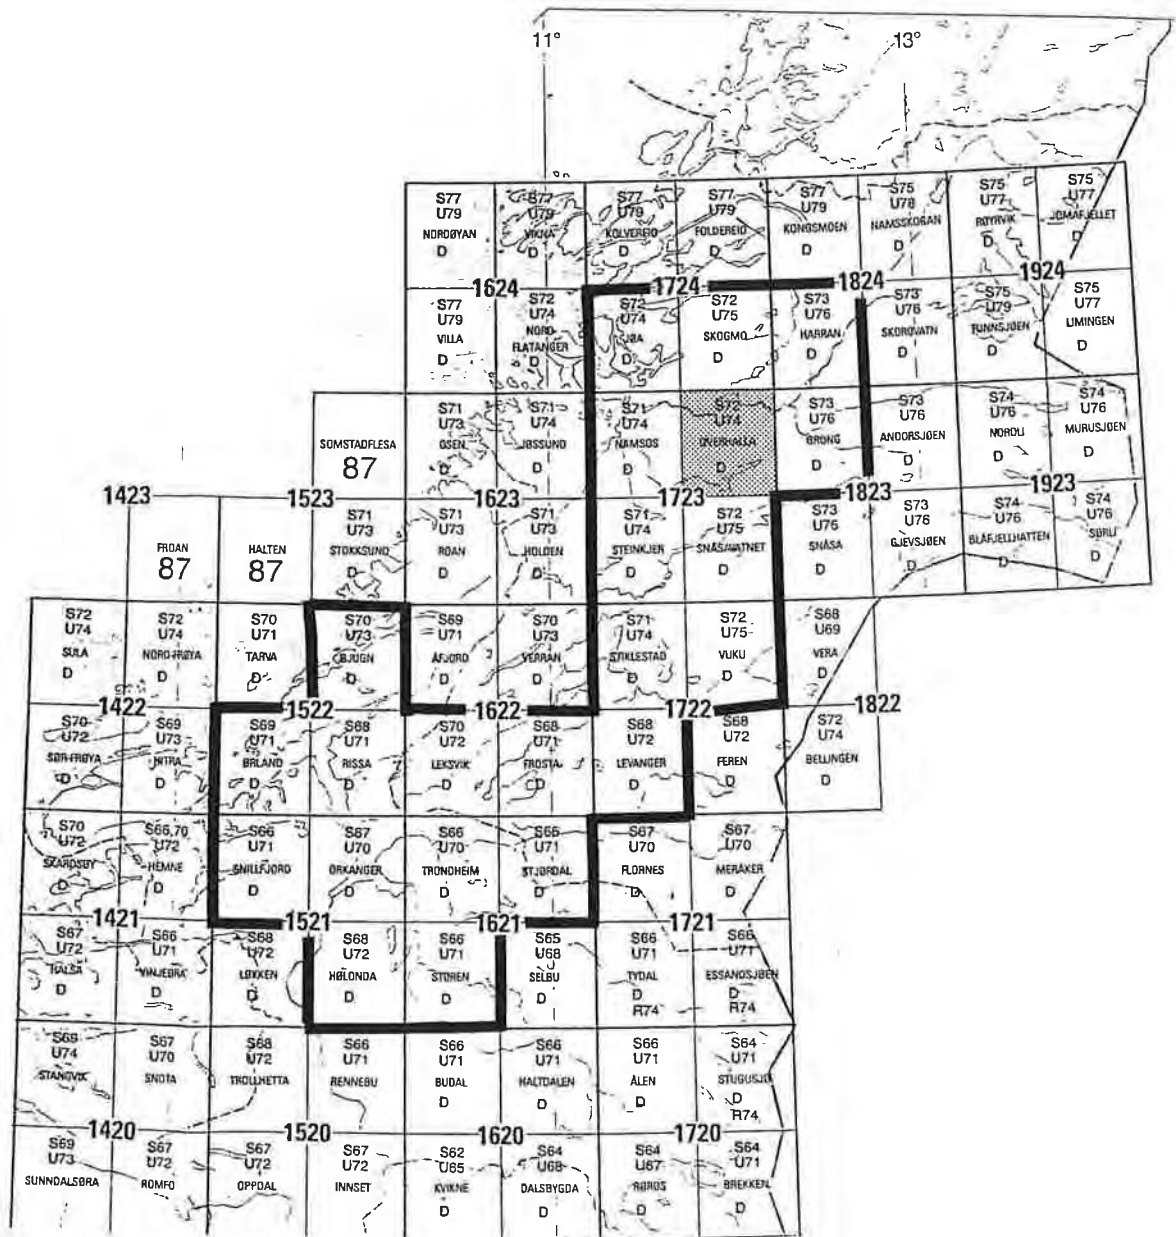 11°
13°
S77
U79
NORDØYAN
D
S77
U79
VIKNA
D
S77
U79
KOLVEREID
D
S77
U79
FOLDEREID
D
S77
U79
KONGSMOEN
D
S75
U78
NAMSSKOGAN
D
S75
U77
RØYRVIK
D
S75
U77
JOMAFJELLET
D
1624
1724
1824
1924
S77
U79
VILLA
D
S72
U74
NORD-
FLATANGER
D
S72
U74
JØA
D
S72
U75
SKOGMO
D
S73
U76
HARRAN
D
S73
U76
SKOROVATN
D
S75
U79
TUNNSJØEN
D
S75
U77
LIMINGEN
D
SOMSTADFLESA
87
S71
U73
OSEN
D
S71
U74
JØSSUND
D
S71
U74
NAMSOS
D
S72
U74
OVERHALLA
D
S73
U76
GRONG
D
S73
U76
ANDORSJØEN
D
S74
U76
NORDLI
D
S74
U76
MURUSJØEN
D
1423
1523
1623
1723
1823
1923
FROAN
87
HALTEN
87
S71
U73
STOKKSUND
D
S71
U73
ROAN
D
S71
U73
HOLDEN
D
S71
U74
STEINKJER
D
S72
U75
SNÅSAVATNET
D
S73
U76
SNÅSA
D
S73
U76
GJEVSJØEN
D
S74
U76
BLÅFJELLHATTEN
D
S74
U76
SØRLI
D
S72
U74
SULA
D
S72
U74
NORD-FRØYA
D
S70
U71
TARVA
D
S70
U73
BJUGN
D
S69
U71
ÅFJORD
D
S70
U73
VERRAN
D
S71
U74
STIKLESTAD
D
S72
U75
VUKU
D
S68
U69
VERA
D
1422
1522
1622
1722
1822
S70
U72
SØR-FRØYA
D
S69
U73
HITRA
D
S69
U71
ØRLAND
D
S68
U71
RISSA
D
S70
U72
LEKSVIK
D
S68
U71
FROSTA
D
S68
U72
LEVANGER
D
S68
U72
FEREN
D
S72
U74
BELLINGEN
D
S70
U72
SKARDSØY
D
S66,70
U72
HEMNE
D
S66
U71
SNILLFJORD
D
S67
U70
ORKANGER
D
S66
U70
TRONDHEIM
D
S66
U71
STJØRDAL
D
S67
U70
FLORNES
D
S67
U70
MERÅKER
D
1421
1521
1621
1721
S67
U72
HALSA
D
S66
U71
VINJEØRA
D
S68
U72
LØKKEN
D
S68
U72
HØLONDA
D
S66
U71
STØREN
D
S65
U68
SELBU
D
S66
U71
TYDAL
D
R74
S66
U71
ESSANDSJØEN
D
R74
S69
U74
STANGVIK
S67
U70
SNOTA
S68
U72
TROLLHETTA
S66
U71
RENNEBU
S66
U71
BUDAL
D
S66
U71
HALTDALEN
D
S66
U71
ÅLEN
D
S64
U71
STUGUSJØ
D
R74
1420
1520
1620
1720
S69
U73
SUNNDALSØRA
S67
U72
ROMFO
S67
U72
OPPDAL
S67
U72
INNSET
S62
U65
KVIKNE
D
S64
U68
DALSBYGDA
D
S64
U67
RØROS
D
S64
U71
BREKKEN
D